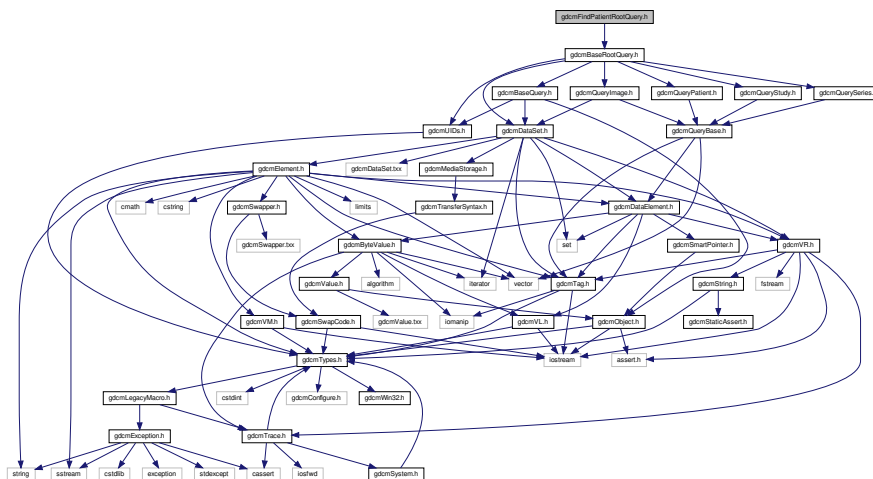 gdcmFindPatientRootQuery.h
gdcmBaseRootQuery.h
gdcmBaseQuery.h
gdcmQueryImage.h
gdcmQueryPatient.h
gdcmQueryStudy.h
gdcmQuerySeries.
gdcmUIDs.h
gdcmDataSet.h
gdcmQueryBase.h
gdcmElement.h
gdcmDataSet.txx
gdcmMediaStorage.h
cmath
cstring
gdcmSwapper.h
limits
gdcmTransferSyntax.h
gdcmDataElement.h
gdcmSwapper.txx
gdcmByteValue.h
set
gdcmSmartPointer.h
gdcmVR.h
gdcmValue.h
algorithm
iterator
vector
gdcmTag.h
gdcmString.h
fstream
gdcmVM.h
gdcmSwapCode.h
gdcmValue.txx
iomanip
gdcmVL.h
gdcmObject.h
gdcmStaticAssert.h
gdcmTypes.h
iostream
assert.h
gdcmLegacyMacro.h
cstdint
gdcmConfigure.h
gdcmWin32.h
gdcmException.h
gdcmTrace.h
string
sstream
cstdlib
exception
stdexcept
cassert
iosfwd
gdcmSystem.h